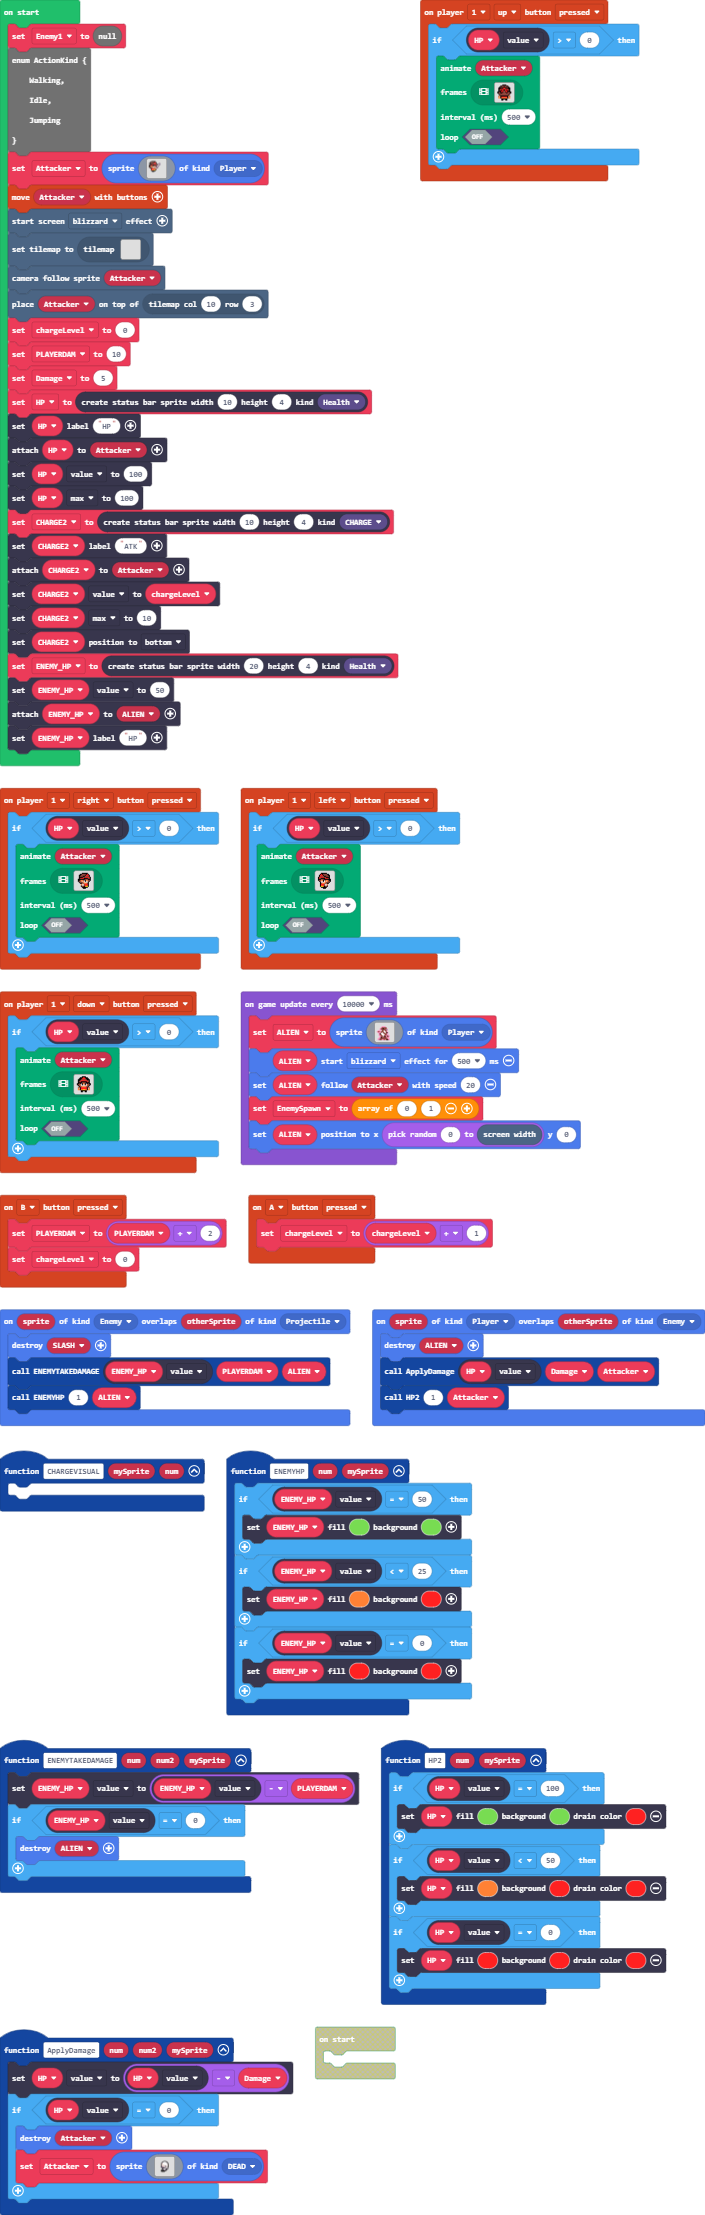 on start
set Enemy1 to null
enum ActionKind {
Walking,
Idle,
Jumping
}
set Attacker to sprite of kind Player
move Attacker with buttons
start screen blizzard effect
set tilemap to tilemap
camera follow sprite Attacker
place Attacker on top of tilemap col 10 row 3
set chargeLevel to 0
set PLAYERDAM to 10
set Damage to 5
set HP to create status bar sprite width 10 height 4 kind Health
set HP label "HP"
attach HP to Attacker
set HP value to 100
set HP max to 100
set CHARGE2 to create status bar sprite width 10 height 4 kind CHARGE
set CHARGE2 label "ATK"
attach CHARGE2 to Attacker
set CHARGE2 value to chargeLevel
set CHARGE2 max to 10
set CHARGE2 position to bottom
set ENEMY_HP to create status bar sprite width 20 height 4 kind Health
set ENEMY_HP value to 50
attach ENEMY_HP to ALIEN
set ENEMY_HP label "HP"
on player 1 up button pressed
if HP value > 0 then
animate Attacker
frames
interval (ms) 500
loop OFF
on player 1 right button pressed
if HP value > 0 then
animate Attacker
frames
interval (ms) 500
loop OFF
on player 1 left button pressed
if HP value > 0 then
animate Attacker
frames
interval (ms) 500
loop OFF
on player 1 down button pressed
if HP value > 0 then
animate Attacker
frames
interval (ms) 500
loop OFF
on game update every 10000 ms
set ALIEN to sprite of kind Player
ALIEN start blizzard effect for 500 ms
set ALIEN follow Attacker with speed 20
set EnemySpawn to array of 0 1
set ALIEN position to x pick random 0 to screen width y 0
on B button pressed
set PLAYERDAM to PLAYERDAM + 2
set chargeLevel to 0
on A button pressed
set chargeLevel to chargeLevel + 1
on sprite of kind Enemy overlaps otherSprite of kind Projectile
destroy SLASH
call ENEMYTAKEDAMAGE ENEMY_HP value PLAYERDAM ALIEN
call ENEMYHP 1 ALIEN
on sprite of kind Player overlaps otherSprite of kind Enemy
destroy ALIEN
call ApplyDamage HP value Damage Attacker
call HP2 1 Attacker
function CHARGEVISUAL mySprite num
function ENEMYHP num mySprite
if ENEMY_HP value = 50 then
set ENEMY_HP fill background
if ENEMY_HP value < 25 then
set ENEMY_HP fill background
if ENEMY_HP value = 0 then
set ENEMY_HP fill background
function ENEMYTAKEDAMAGE num num2 mySprite
set ENEMY_HP value to ENEMY_HP value - PLAYERDAM
if ENEMY_HP value = 0 then
destroy ALIEN
function HP2 num mySprite
if HP value = 100 then
set HP fill background drain color
if HP value < 50 then
set HP fill background drain color
if HP value = 0 then
set HP fill background drain color
function ApplyDamage num num2 mySprite
set HP value to HP value - Damage
if HP value = 0 then
destroy Attacker
set Attacker to sprite of kind DEAD
on start